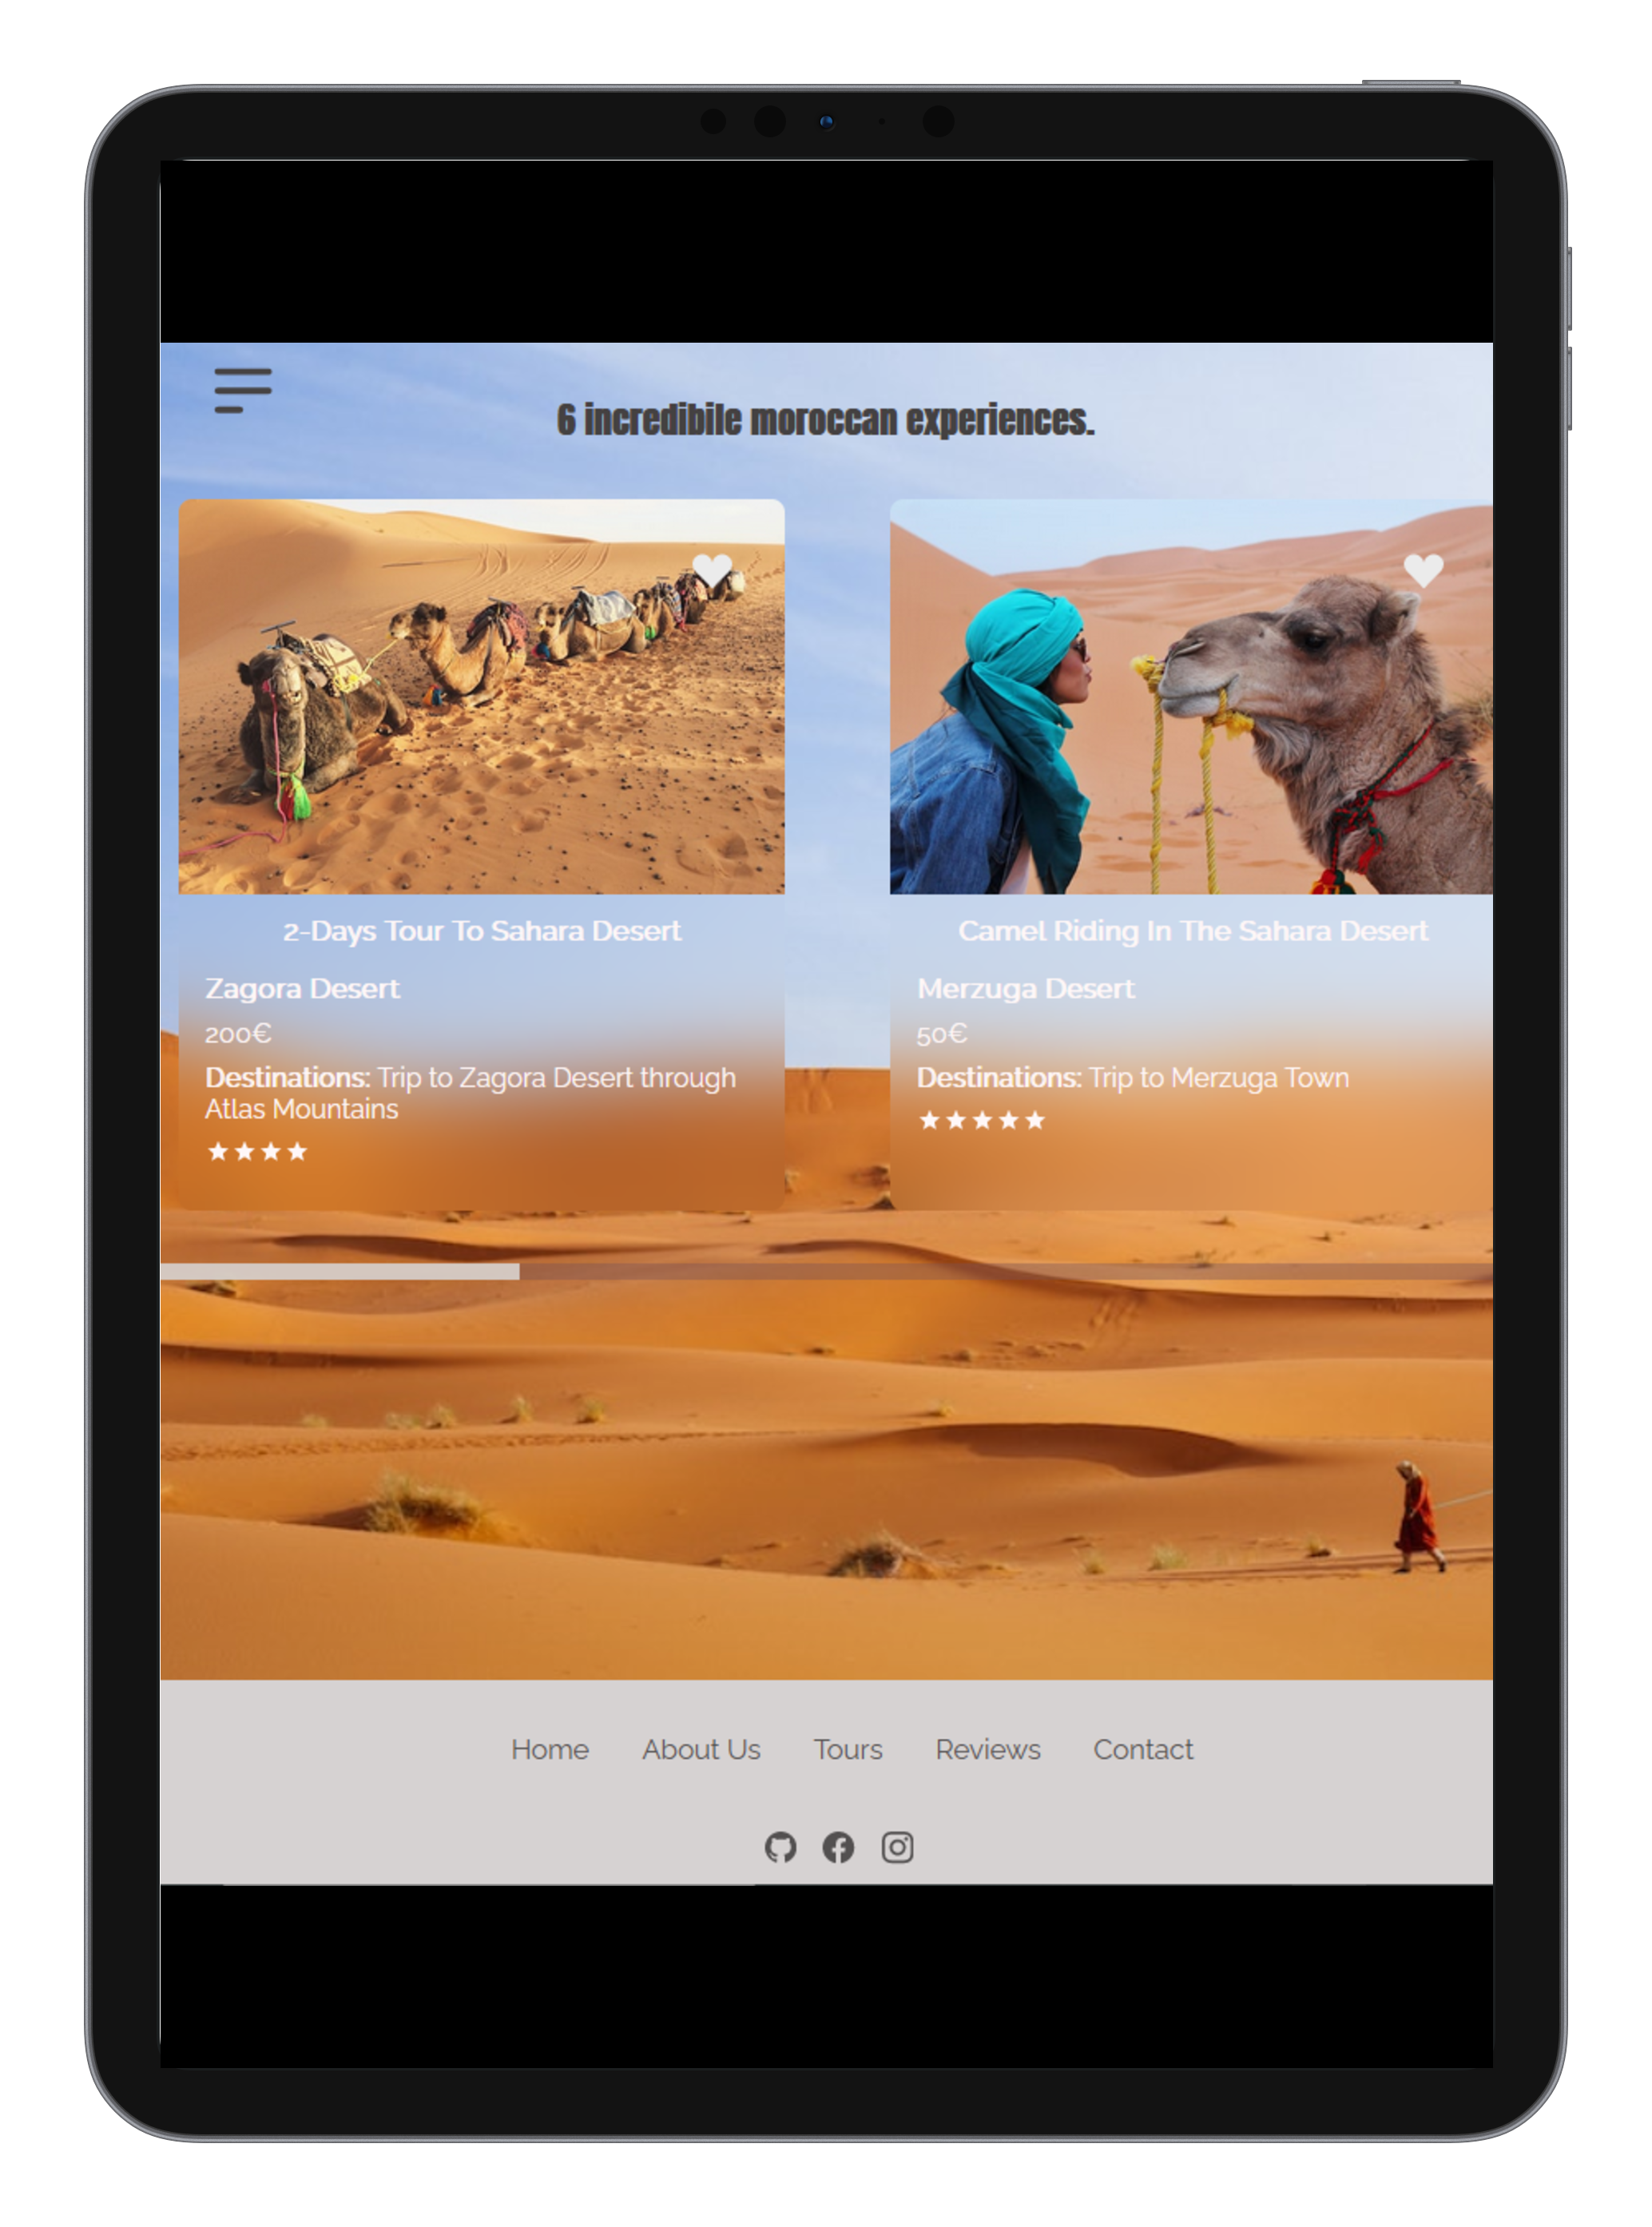 6 incredibile moroccan experiences.
2-Days Tour To Sahara Desert
Zagora Desert
200€
Destinations: Trip to Zagora Desert through
Atlas Mountains
Camel Riding In The Sahara Desert
Merzuga Desert
50€
Destinations: Trip to Merzuga Town
Home About Us Tours Reviews Contact